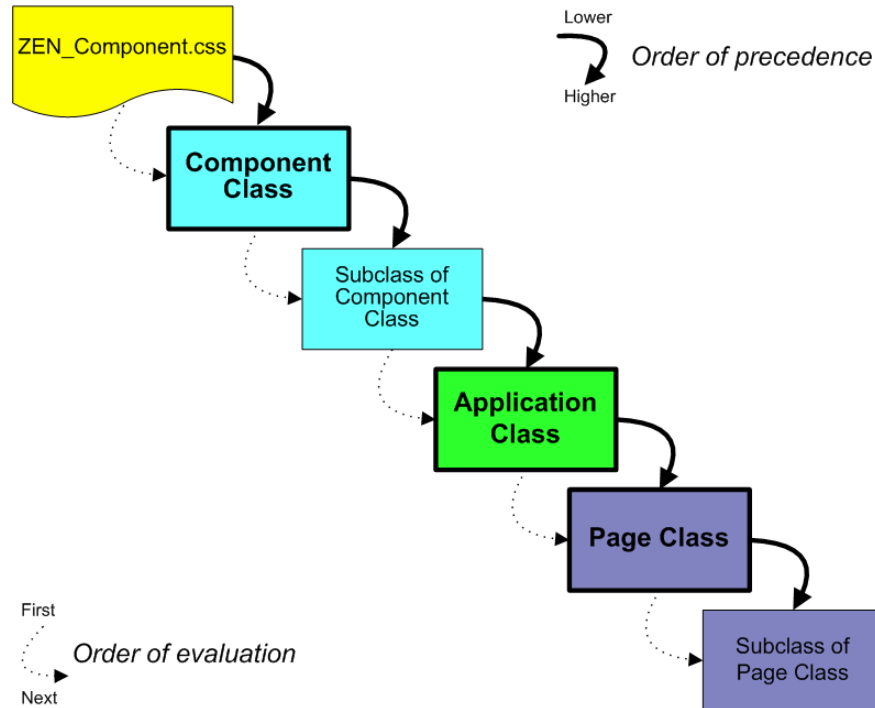 ZEN_Component.css
Lower
Order of precedence
Higher
Component
Class
Subclass of
Component
Class
Application
Class
Page Class
First
Order of evaluation
Next
Subclass of
Page Class